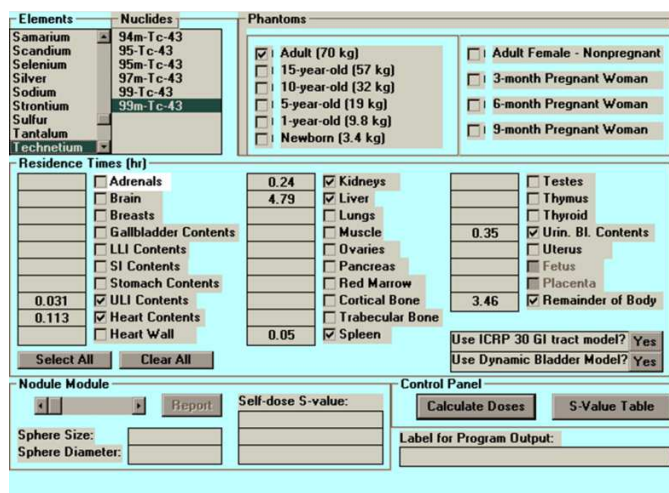 Elements
Nuclides
Samarium
Scandium
Selenium
Silver
Sodium
Strontium
Sulfur
Tantalum
Technetium
94m-Tc-43
95-Tc-43
95m-Tc-43
97m-Tc-43
99-Tc-43
99m-Tc-43
Phantoms
Adult (70 kg)
15-year-old (57 kg)
10-year-old (32 kg)
5-year-old (19 kg)
1-year-old (9.8 kg)
Newborn (3.4 kg)
Adult Female - Nonpregnant
3-month Pregnant Woman
6-month Pregnant Woman
9-month Pregnant Woman
Residence Times (hr)
Adrenals
Brain
Breasts
Gallbladder Contents
LLI Contents
SI Contents
Stomach Contents
0.031 ULI Contents
0.113 Heart Contents
Heart Wall
0.24 Kidneys
4.79 Liver
Lungs
Muscle
Ovaries
Pancreas
Red Marrow
Cortical Bone
Trabecular Bone
0.05 Spleen
Testes
Thymus
Thyroid
0.35 Urin. Bl. Contents
Uterus
Fetus
Placenta
3.46 Remainder of Body
Select All
Clear All
Use ICRP 30 GI tract model? Yes
Use Dynamic Bladder Model? Yes
Nodule Module
Report
Self-dose S-value:
Sphere Size:
Sphere Diameter:
Control Panel
Calculate Doses
S-Value Table
Label for Program Output: